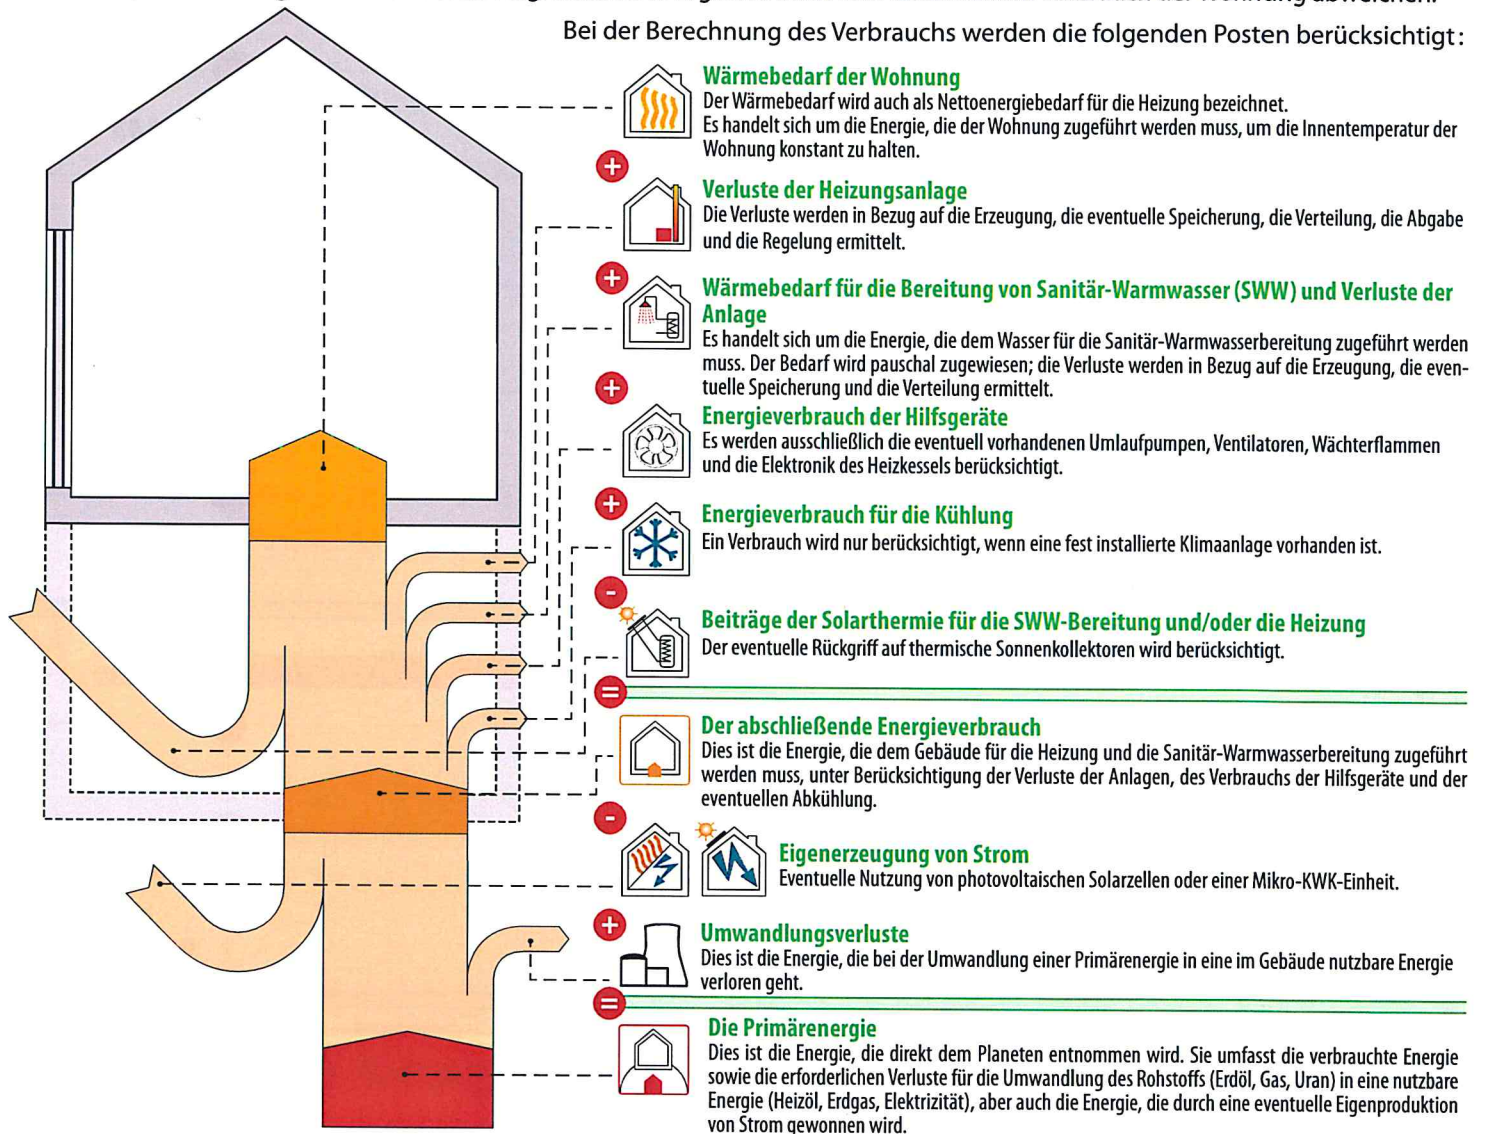 der Wohnung abweichen.
Bei der Berechnung des Verbrauchs werden die folgenden Posten berücksichtigt:
Wärmebedarf der Wohnung
Der Wärmebedarf wird auch als Nettoenergiebedarf für die Heizung bezeichnet.
Es handelt sich um die Energie, die der Wohnung zugeführt werden muss, um die Innentemperatur der
Wohnung konstant zu halten.
+
Verluste der Heizungsanlage
Die Verluste werden in Bezug auf die Erzeugung, die eventuelle Speicherung, die Verteilung, die Abgabe
und die Regelung ermittelt.
+
Wärmebedarf für die Bereitung von Sanitär-Warmwasser (SWW) und Verluste der
Anlage
Es handelt sich um die Energie, die dem Wasser für die Sanitär-Warmwasserbereitung zugeführt werden
muss. Der Bedarf wird pauschal zugewiesen; die Verluste werden in Bezug auf die Erzeugung, die even-
tuelle Speicherung und die Verteilung ermittelt.
+
Energieverbrauch der Hilfsgeräte
Es werden ausschließlich die eventuell vorhandenen Umlaufpumpen, Ventilatoren, Wächterflammen
und die Elektronik des Heizkessels berücksichtigt.
+
Energieverbrauch für die Kühlung
Ein Verbrauch wird nur berücksichtigt, wenn eine fest installierte Klimaanlage vorhanden ist.
-
Beiträge der Solarthermie für die SWW-Bereitung und/oder die Heizung
Der eventuelle Rückgriff auf thermische Sonnenkollektoren wird berücksichtigt.
=
Der abschließende Energieverbrauch
Dies ist die Energie, die dem Gebäude für die Heizung und die Sanitär-Warmwasserbereitung zugeführt
werden muss, unter Berücksichtigung der Verluste der Anlagen, des Verbrauchs der Hilfsgeräte und der
eventuellen Abkühlung.
-
Eigenerzeugung von Strom
Eventuelle Nutzung von photovoltaischen Solarzellen oder einer Mikro-KWK-Einheit.
+
Umwandlungsverluste
Dies ist die Energie, die bei der Umwandlung einer Primärenergie in eine im Gebäude nutzbare Energie
verloren geht.
=
Die Primärenergie
Dies ist die Energie, die direkt dem Planeten entnommen wird. Sie umfasst die verbrauchte Energie
sowie die erforderlichen Verluste für die Umwandlung des Rohstoffs (Erdöl, Gas, Uran) in eine nutzbare
Energie (Heizöl, Erdgas, Elektrizität), aber auch die Energie, die durch eine eventuelle Eigenproduktion
von Strom gewonnen wird.